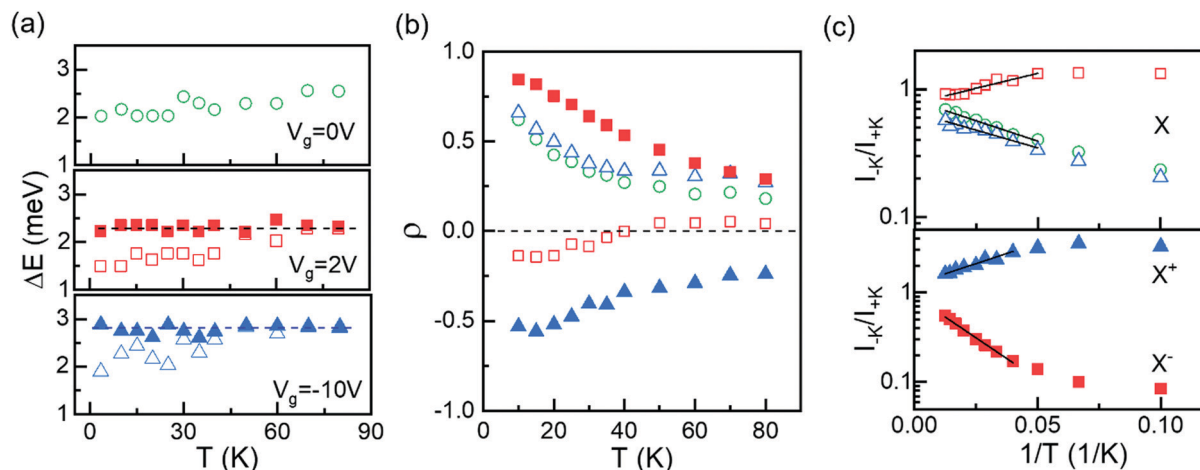 (a)
3
2
1
V_g=0V
ΔE (meV)
3
2
1
V_g=2V
3
2
1
V_g=-10V
0
30
60
90
T (K)
(b)
1.0
0.5
0.0
-0.5
-1.0
ρ
0
20
40
60
80
T (K)
(c)
1
0.1
I_-K/I_+K
X
1
0.1
I_-K/I_+K
X⁺
X⁻
0.00
0.05
0.10
1/T (1/K)